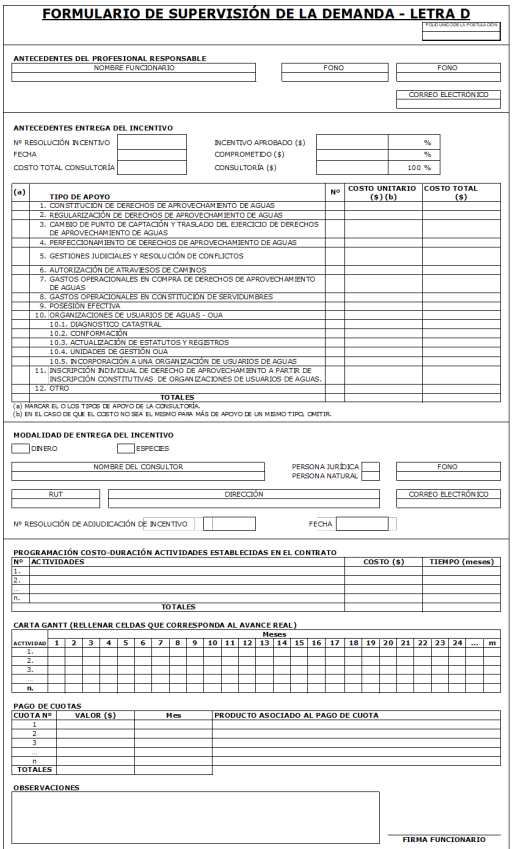 FORMULARIO DE SUPERVISIÓN DE LA DEMANDA - LETRA D
FOLIO ÚNICO DE LA POSTULACIÓN
ANTECEDENTES DEL PROFESIONAL RESPONSABLE
NOMBRE FUNCIONARIO FONO FONO
CORREO ELECTRÓNICO
ANTECEDENTES ENTREGA DEL INCENTIVO
Nº RESOLUCIÓN INCENTIVO INCENTIVO APROBADO ($) %
FECHA COMPROMETIDO ($) %
COSTO TOTAL CONSULTORÍA CONSULTORÍA ($) 100 %
(a) TIPO DE APOYO Nº COSTO UNITARIO ($) (b) COSTO TOTAL ($)
1. CONSTITUCIÓN DE DERECHOS DE APROVECHAMIENTO DE AGUAS
2. REGULARIZACIÓN DE DERECHOS DE APROVECHAMIENTO DE AGUAS
3. CAMBIO DE PUNTO DE CAPTACIÓN Y TRASLADO DEL EJERCICIO DE DERECHOS
DE APROVECHAMIENTO DE AGUAS
4. PERFECCIONAMIENTO DE DERECHOS DE APROVECHAMIENTO DE AGUAS
5. GESTIONES JUDICIALES Y RESOLUCIÓN DE CONFLICTOS
6. AUTORIZACIÓN DE ATRAVIESOS DE CAMINOS
7. GASTOS OPERACIONALES EN COMPRA DE DERECHOS DE APROVECHAMIENTO
DE AGUAS
8. GASTOS OPERACIONALES EN CONSTITUCIÓN DE SERVIDUMBRES
9. POSESIÓN EFECTIVA
10. ORGANIZACIONES DE USUARIOS DE AGUAS - OUA
10.1. DIAGNOSTICO CATASTRAL
10.2. CONFORMACIÓN
10.3. ACTUALIZACIÓN DE ESTATUTOS Y REGISTROS
10.4. UNIDADES DE GESTIÓN OUA
10.5. INCORPORACIÓN A UNA ORGANIZACIÓN DE USUARIOS DE AGUAS
11. INSCRIPCIÓN INDIVIDUAL DE DERECHO DE APROVECHAMIENTO A PARTIR DE
INSCRIPCIÓN CONSTITUTIVAS DE ORGANIZACIONES DE USUARIOS DE AGUAS.
12. OTRO
TOTALES
(a) MARCAR EL O LOS TIPOS DE APOYO DE LA CONSULTORÍA.
(b) EN EL CASO DE QUE EL COSTO NO SEA EL MISMO PARA MÁS DE APOYO DE UN MISMO TIPO, OMITIR.
MODALIDAD DE ENTREGA DEL INCENTIVO
DINERO ESPECIES
NOMBRE DEL CONSULTOR PERSONA JURÍDICA FONO
PERSONA NATURAL
RUT DIRECCIÓN CORREO ELECTRÓNICO
Nº RESOLUCIÓN DE ADJUDICACIÓN DE INCENTIVO FECHA
PROGRAMACIÓN COSTO-DURACIÓN ACTIVIDADES ESTABLECIDAS EN EL CONTRATO
Nº ACTIVIDADES COSTO ($) TIEMPO (meses)
1.
2.
...
n.
TOTALES
CARTA GANTT (RELLENAR CELDAS QUE CORRESPONDA AL AVANCE REAL)
Meses
ACTIVIDAD 1 2 3 4 5 6 7 8 9 10 11 12 13 14 15 16 17 18 19 20 21 22 23 24 ... m
1.
2.
3.
...
n.
PAGO DE CUOTAS
CUOTA Nº VALOR ($) Mes PRODUCTO ASOCIADO AL PAGO DE CUOTA
1
2
3
...
n
TOTALES
OBSERVACIONES
FIRMA FUNCIONARIO